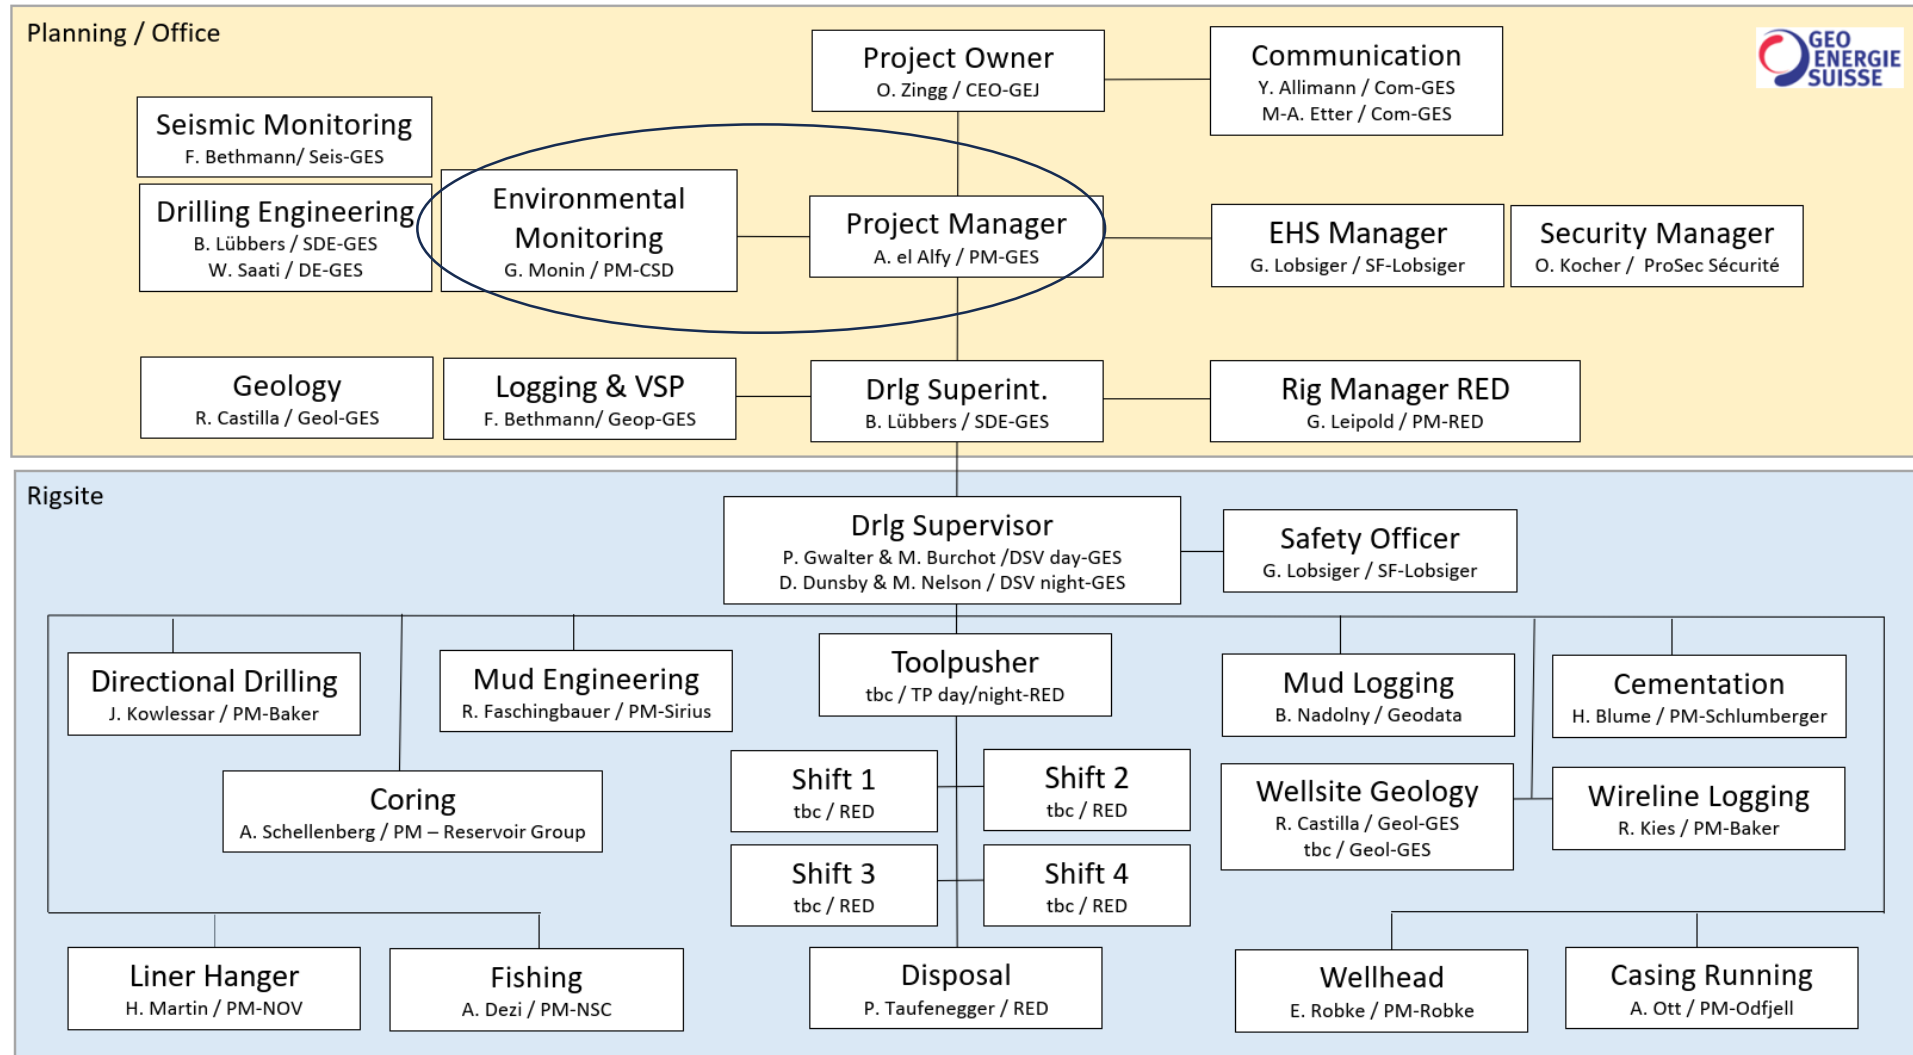 Planning / Office
GEO
ENERGIE
SUISSE
Project Owner
O. Zingg / CEO-GEJ
Communication
Y. Allimann / Com-GES
M-A. Etter / Com-GES
Seismic Monitoring
F. Bethmann/ Seis-GES
Drilling Engineering
B. Lübbers / SDE-GES
W. Saati / DE-GES
Environmental
Monitoring
G. Monin / PM-CSD
Project Manager
A. el Alfy / PM-GES
EHS Manager
G. Lobsiger / SF-Lobsiger
Security Manager
O. Kocher / ProSec Sécurité
Geology
R. Castilla / Geol-GES
Logging & VSP
F. Bethmann/ Geop-GES
Drlg Superint.
B. Lübbers / SDE-GES
Rig Manager RED
G. Leipold / PM-RED
Rigsite
Drlg Supervisor
P. Gwalter & M. Burchot /DSV day-GES
D. Dunsby & M. Nelson / DSV night-GES
Safety Officer
G. Lobsiger / SF-Lobsiger
Directional Drilling
J. Kowlessar / PM-Baker
Mud Engineering
R. Faschingbauer / PM-Sirius
Toolpusher
tbc / TP day/night-RED
Mud Logging
B. Nadolny / Geodata
Cementation
H. Blume / PM-Schlumberger
Coring
A. Schellenberg / PM – Reservoir Group
Shift 1
tbc / RED
Shift 2
tbc / RED
Wellsite Geology
R. Castilla / Geol-GES
tbc / Geol-GES
Wireline Logging
R. Kies / PM-Baker
Shift 3
tbc / RED
Shift 4
tbc / RED
Liner Hanger
H. Martin / PM-NOV
Fishing
A. Dezi / PM-NSC
Disposal
P. Taufenegger / RED
Wellhead
E. Robke / PM-Robke
Casing Running
A. Ott / PM-Odfjell